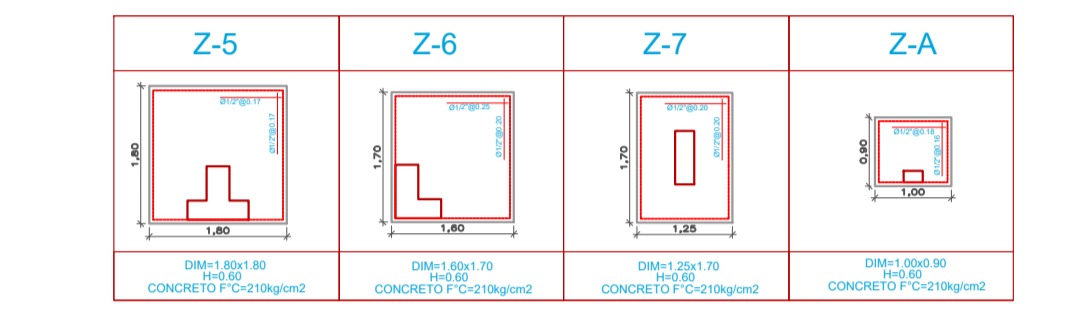 Z-5
Z-6
Z-7
Z-A
Ø1/2"@0.17
Ø1/2"@0.17
1,80
1,80
Ø1/2"@0.25
Ø1/2"@0.20
1,70
1,60
Ø1/2"@0.20
Ø1/2"@0.20
1,70
1,25
Ø1/2"@0.18
Ø1/2"@0.16
0,90
1,00
DIM=1.80x1.80
H=0.60
CONCRETO F°C=210kg/cm2
DIM=1.60x1.70
H=0.60
CONCRETO F°C=210kg/cm2
DIM=1.25x1.70
H=0.60
CONCRETO F°C=210kg/cm2
DIM=1.00x0.90
H=0.60
CONCRETO F°C=210kg/cm2